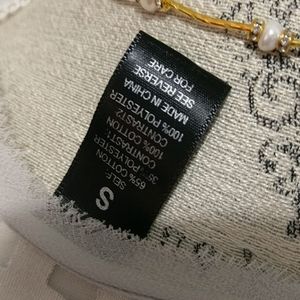 S
SELF:
65% COTTON
35% POLYESTER
CONTRAST1:
100% COTTON
CONTRAST2
100% POLYESTER
MADE IN CHINA
SEE REVERSE
FOR CARE